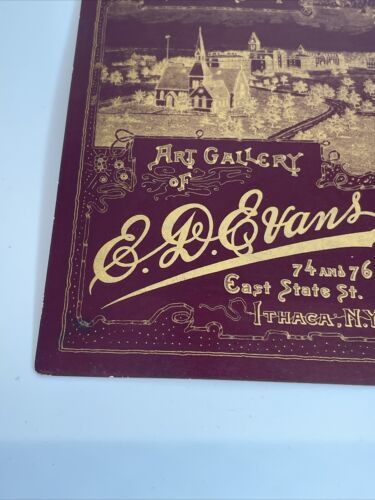 ART GALLERY
OF
E. D. Evans
74 AND 76
East State St.
ITHACA, N.Y.